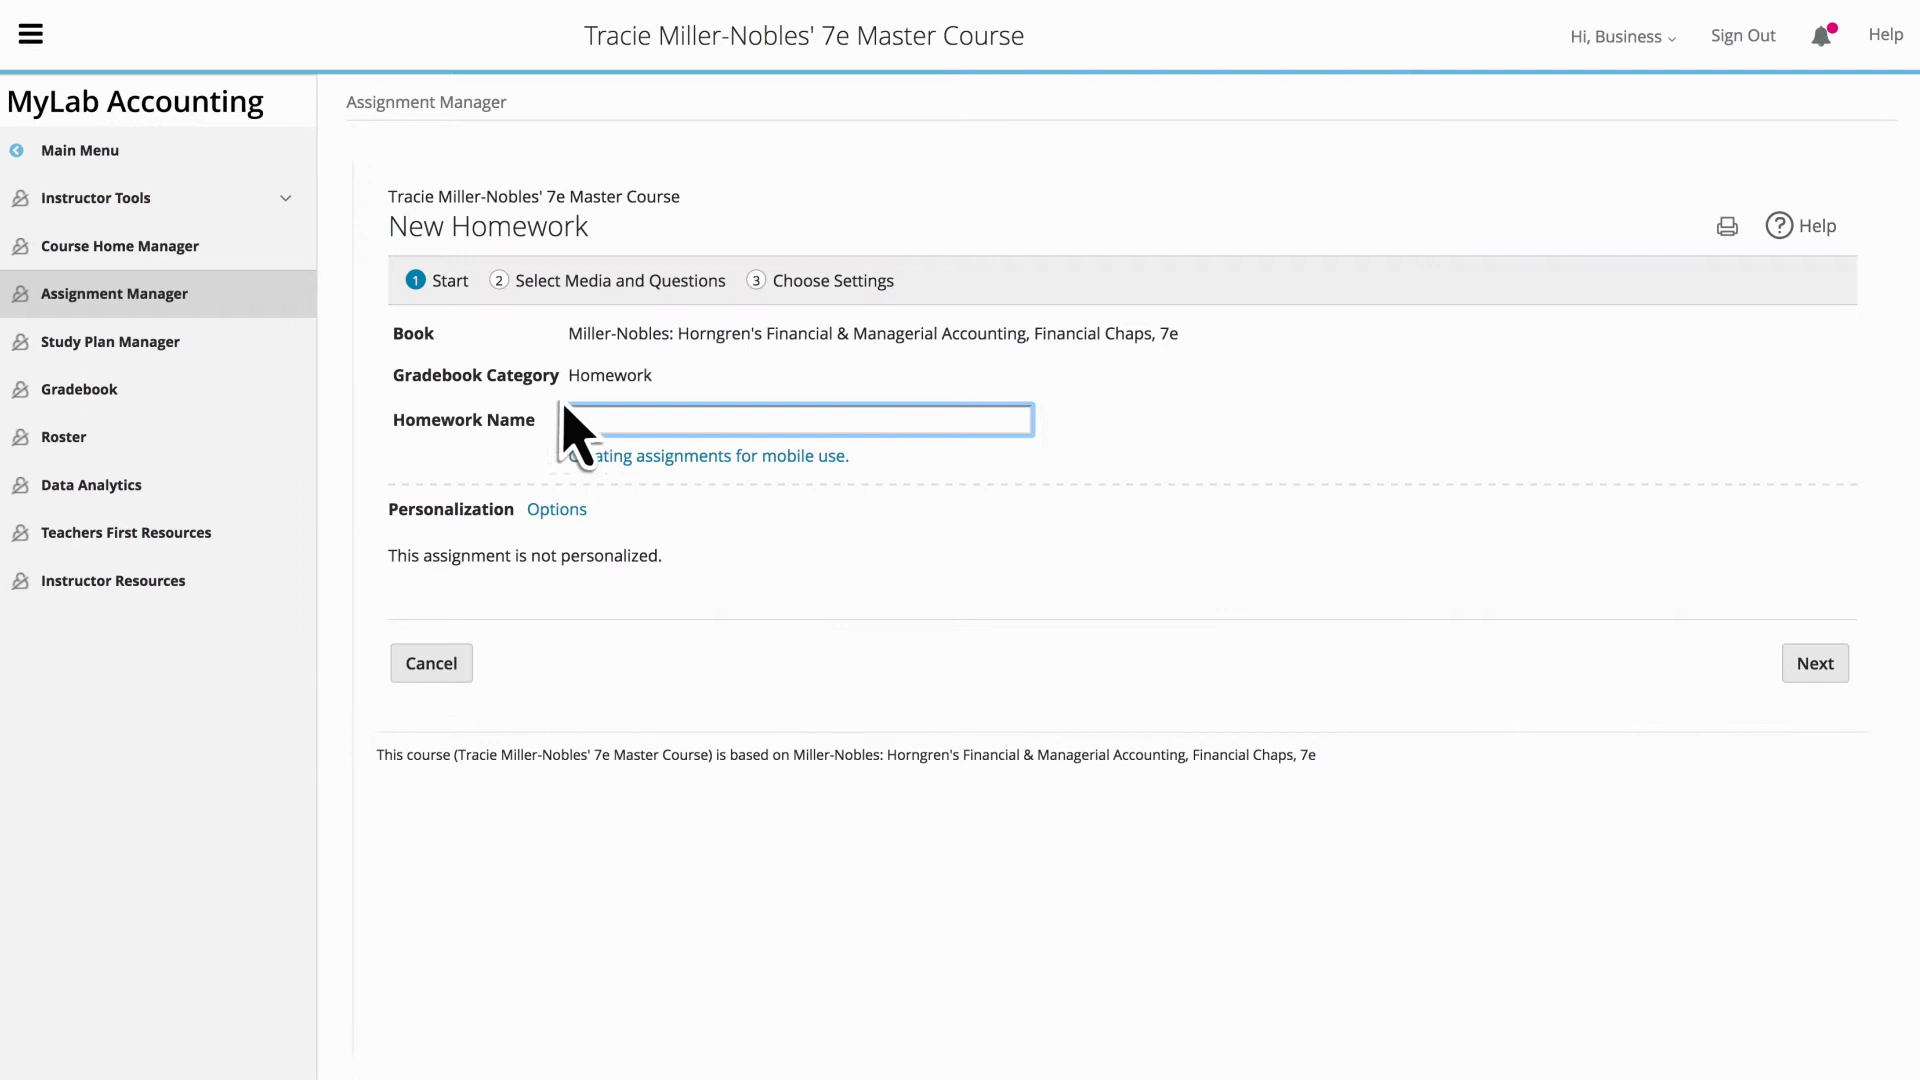 Tracie Miller-Nobles' 7e Master Course
Hi, Business
Sign Out
Help
MyLab Accounting
Main Menu
Instructor Tools
Course Home Manager
Assignment Manager
Study Plan Manager
Gradebook
Roster
Data Analytics
Teachers First Resources
Instructor Resources
Assignment Manager
Tracie Miller-Nobles' 7e Master Course
New Homework
? Help
1 Start 2 Select Media and Questions 3 Choose Settings
Book Miller-Nobles: Horngren's Financial & Managerial Accounting, Financial Chaps, 7e
Gradebook Category Homework
Homework Name
assignments for mobile use.
Personalization Options
This assignment is not personalized.
Cancel
Next
This course (Tracie Miller-Nobles' 7e Master Course) is based on Miller-Nobles: Horngren's Financial & Managerial Accounting, Financial Chaps, 7e